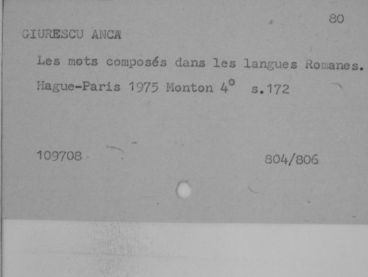 80
GIURESCU ANCA
Les mots composés dans les langues Romanes.
Hague-Paris 1975 Monton 4° s.172
109708 804/806